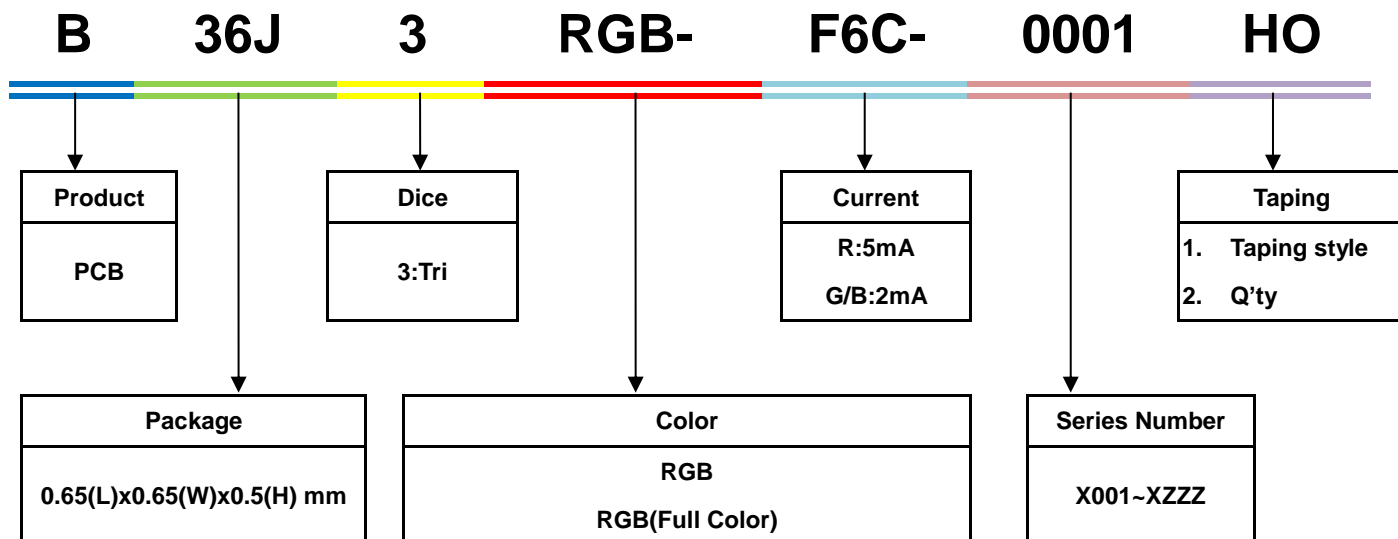 B 36J 3 RGB- F6C- 0001 HO
Product
PCB
Dice
3:Tri
Current
R:5mA
G/B:2mA
Taping
1. Taping style
2. Q’ty
Package
0.65(L)x0.65(W)x0.5(H) mm
Color
RGB
RGB(Full Color)
Series Number
X001~XZZZ